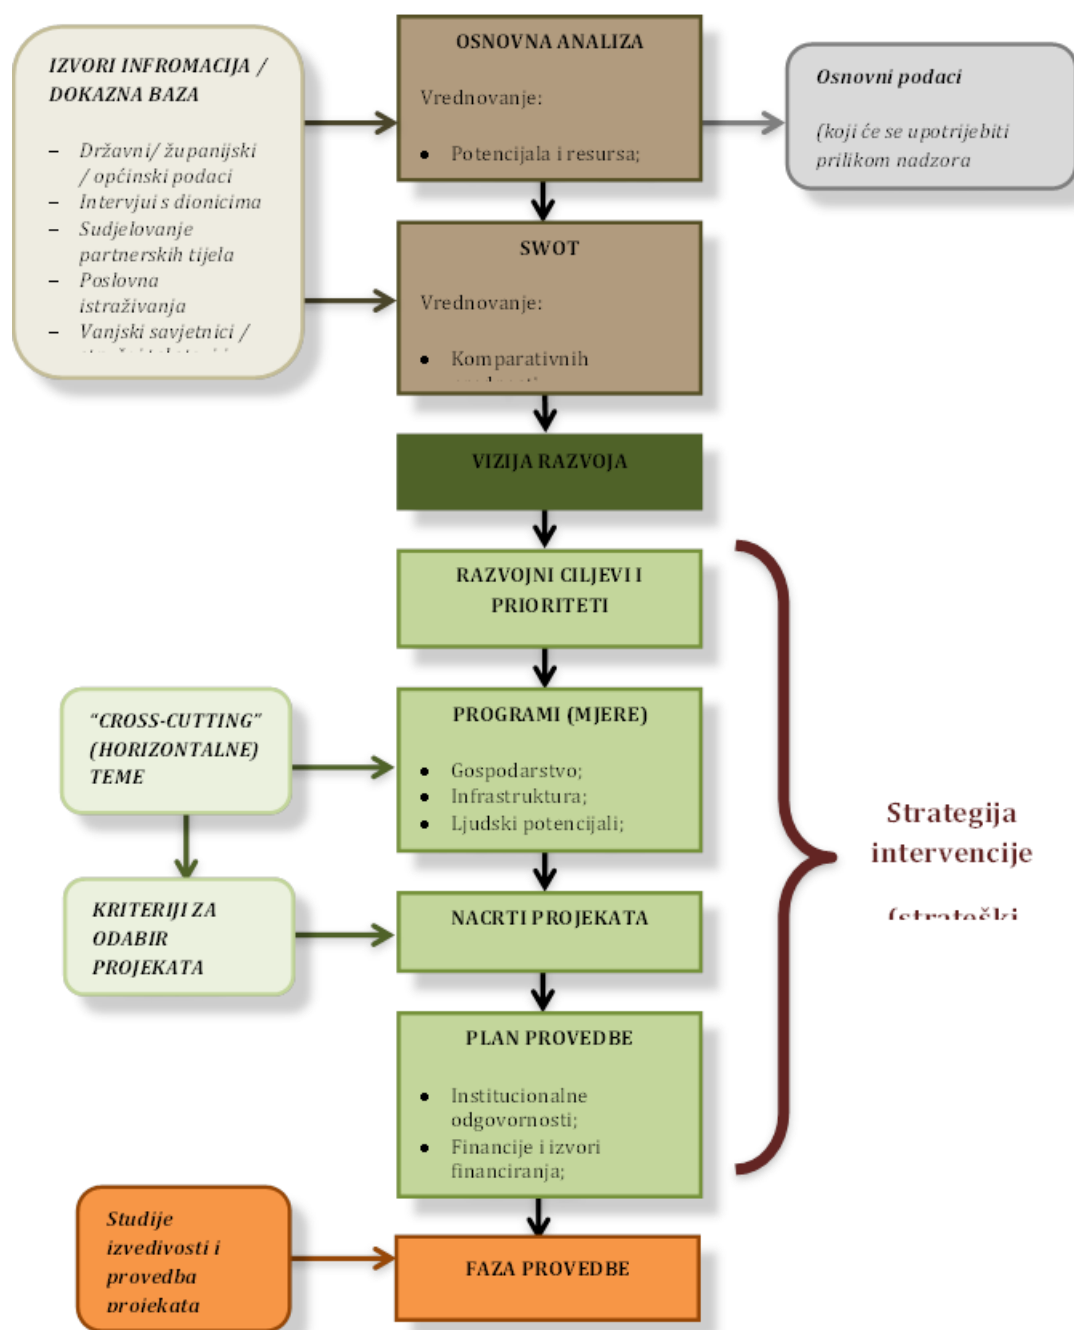 IZVORI INFROMACIJA /
DOKAZNA BAZA
– Državni/ županijski
/ općinski podaci
– Intervjui s dionicima
– Sudjelovanje
partnerskih tijela
– Poslovna
istraživanja
– Vanjski savjetnici /
OSNOVNA ANALIZA
Vrednovanje:
• Potencijala i resursa;
Osnovni podaci
(koji će se upotrijebiti
prilikom nadzora
SWOT
Vrednovanje:
• Komparativnih
VIZIJA RAZVOJA
RAZVOJNI CILJEVI I
PRIORITETI
"CROSS-CUTTING"
(HORIZONTALNE)
TEME
PROGRAMI (MJERE)
• Gospodarstvo;
• Infrastruktura;
• Ljudski potencijali;
Strategija
intervencije
(strateški
KRITERIJI ZA
ODABIR
PROJEKATA
NACRTI PROJEKATA
PLAN PROVEDBE
• Institucionalne
odgovornosti;
• Financije i izvori
financiranja;
Studije
izvedivosti i
provedba
projekata
FAZA PROVEDBE